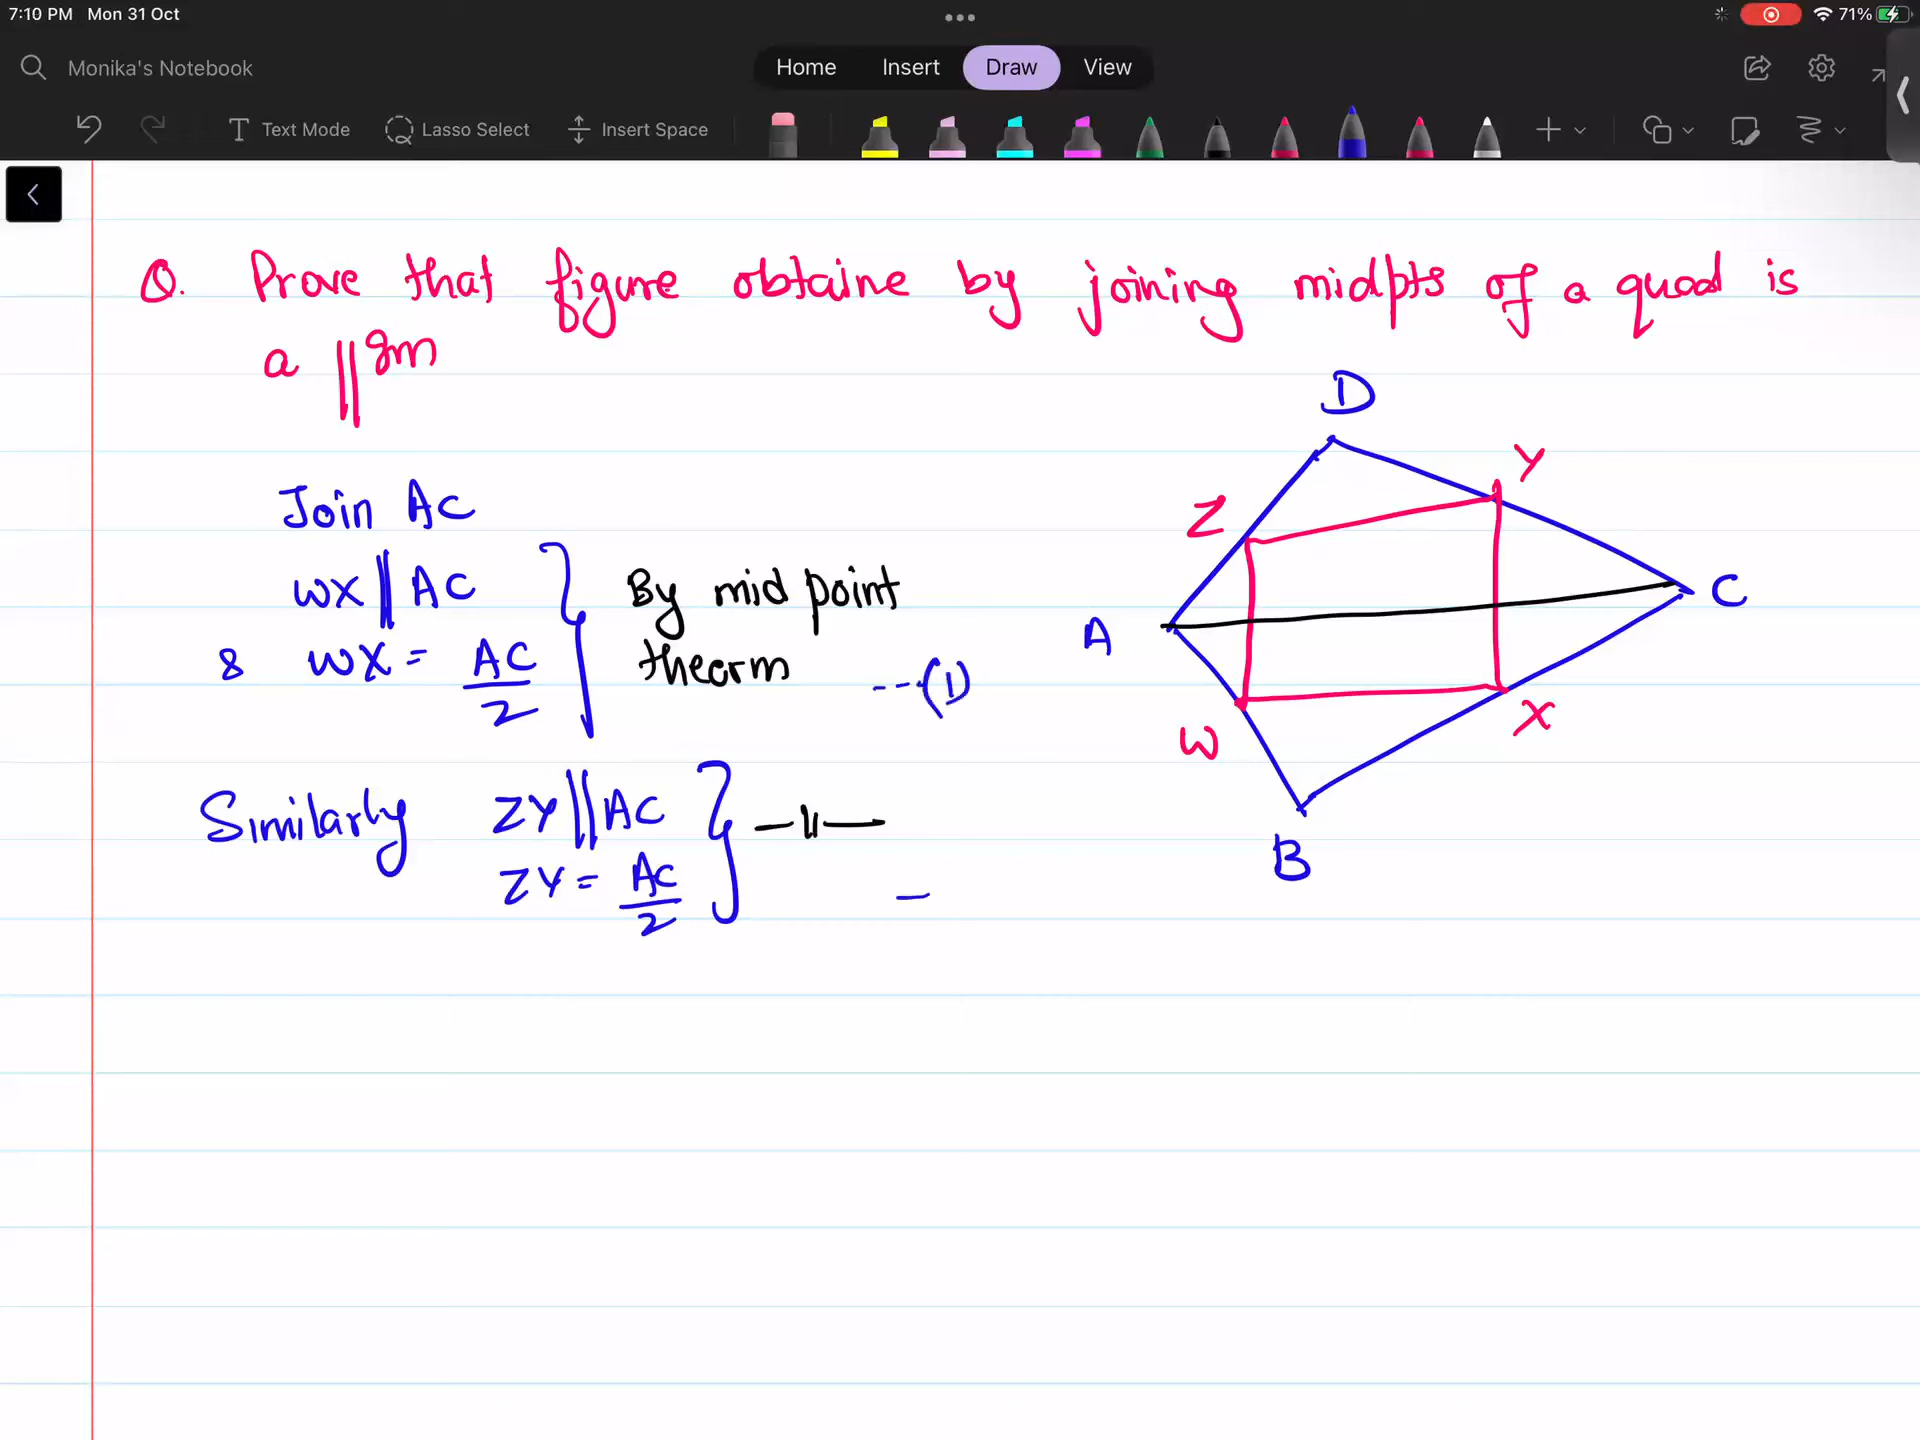 7:10 PM Mon 31 Oct
71%
Monika's Notebook
Home Insert Draw View
Text Mode Lasso Select Insert Space
Q. Prove that figure obtaine by joining midpts of a quad is
a ||gm
D
Y
Join AC
Z
WX || AC
By mid point
C
A
& WX = AC/2
theorm
---(1)
W
X
Similarly ZY || AC
—〃—
B
ZY = AC/2
—